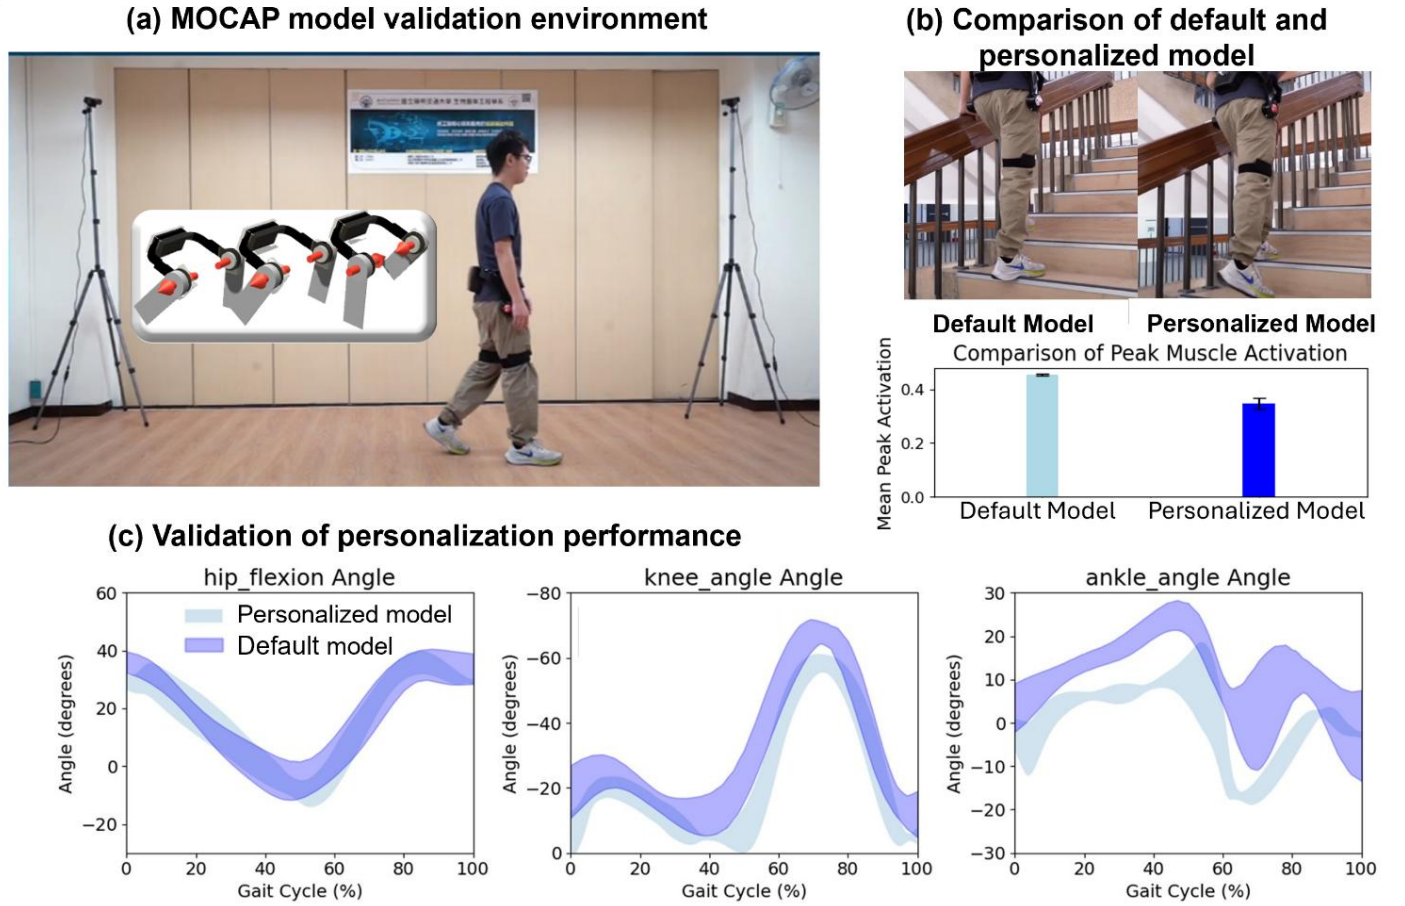 (a) MOCAP model validation environment
(b) Comparison of default and
personalized model
Default Model
Personalized Model
Comparison of Peak Muscle Activation
Mean Peak Activation
0.4
0.2
0.0
Default Model
Personalized Model
(c) Validation of personalization performance
hip_flexion Angle
Personalized model
Default model
Angle (degrees)
60
40
20
0
−20
0 20 40 60 80 100
Gait Cycle (%)
knee_angle Angle
Angle (degrees)
−80
−60
−40
−20
0
0 20 40 60 80 100
Gait Cycle (%)
ankle_angle Angle
Angle (degrees)
30
20
10
0
−10
−20
−30
0 20 40 60 80 100
Gait Cycle (%)